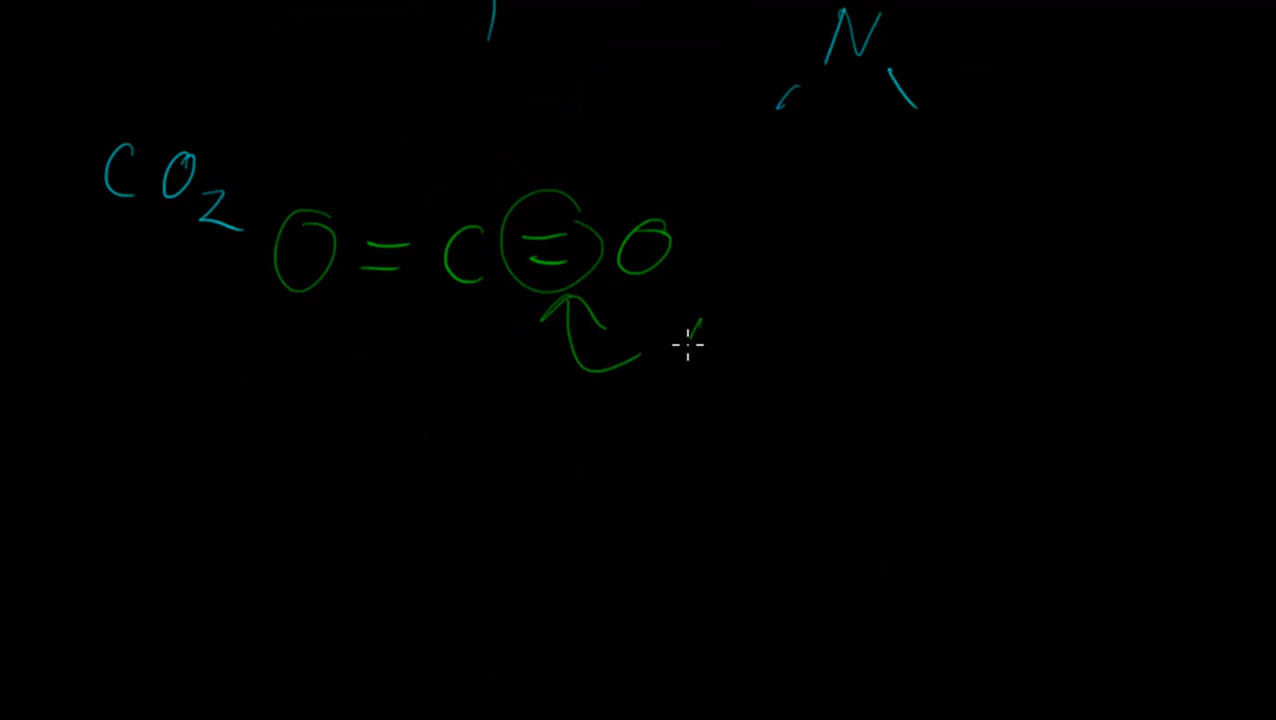 N
CO₂
O = C = O